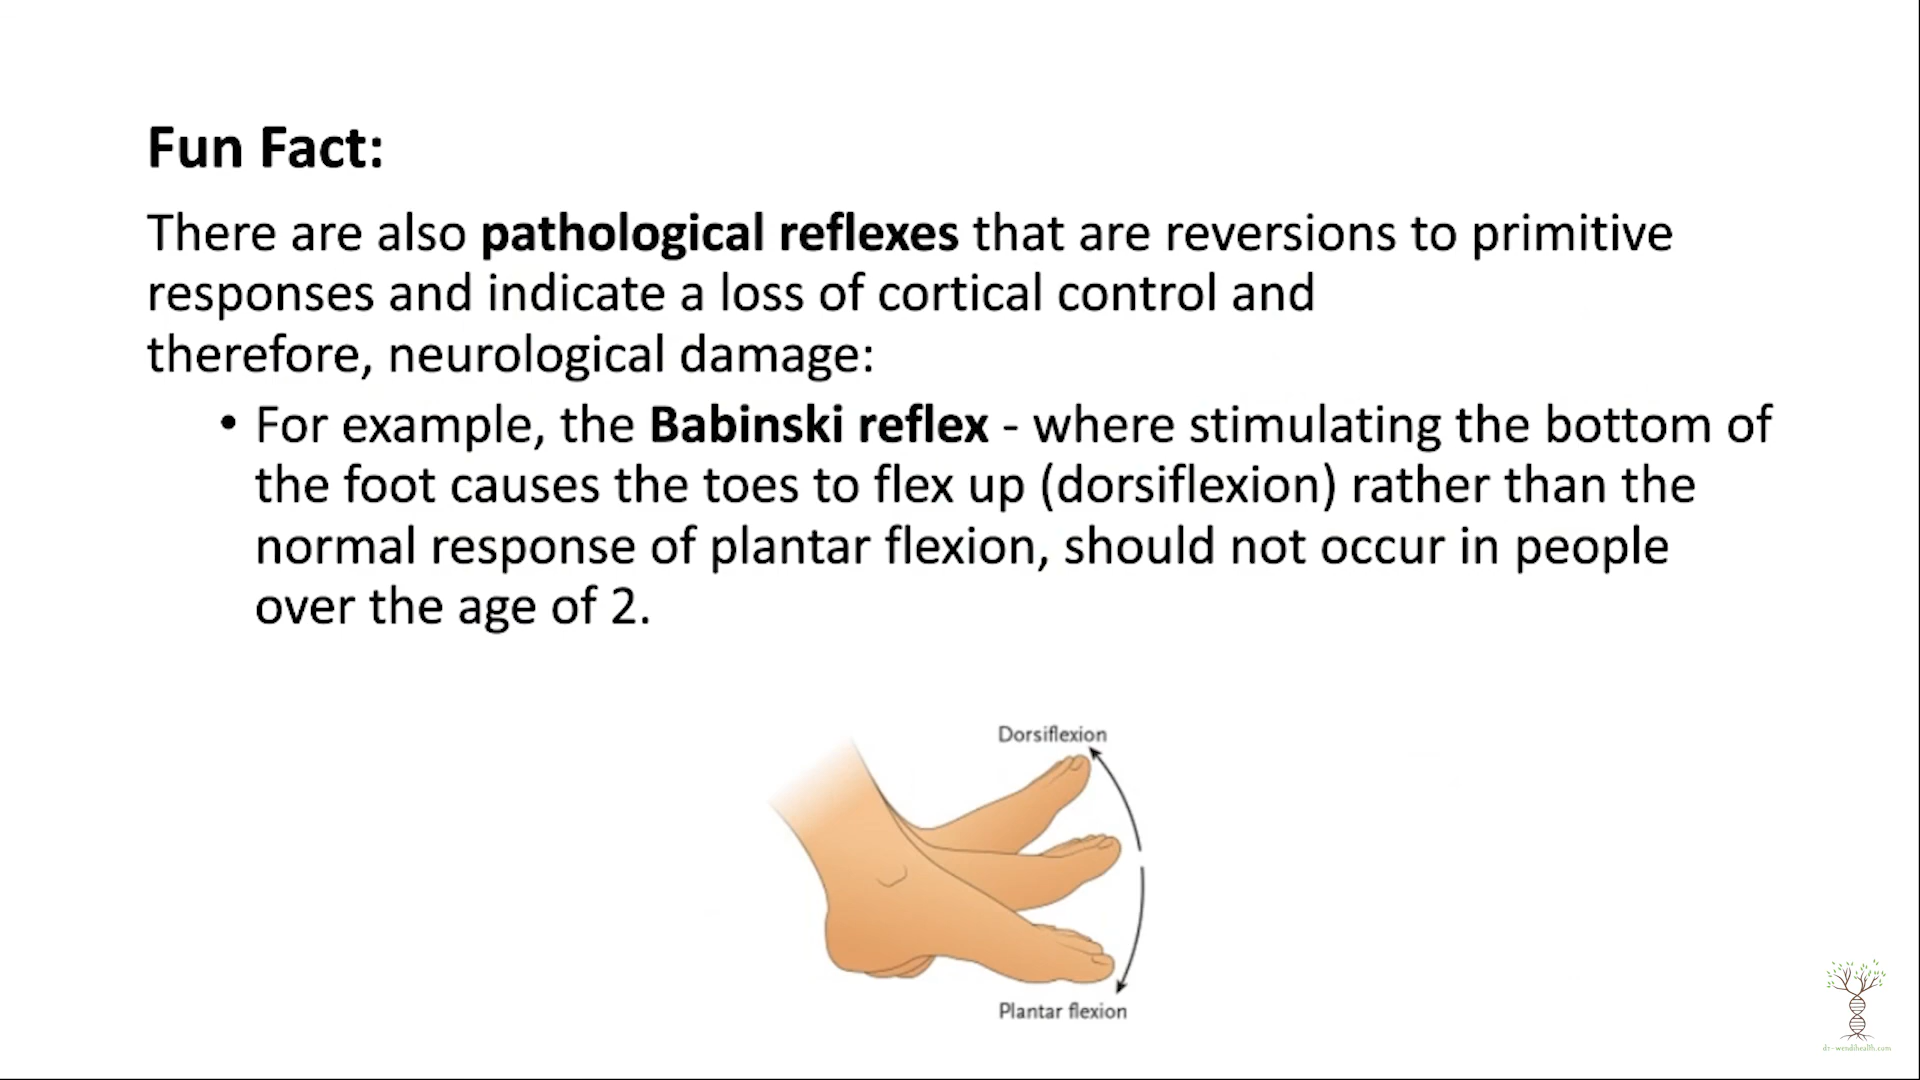 Fun Fact:
There are also pathological reflexes that are reversions to primitive
responses and indicate a loss of cortical control and
therefore, neurological damage:
• For example, the Babinski reflex - where stimulating the bottom of
the foot causes the toes to flex up (dorsiflexion) rather than the
normal response of plantar flexion, should not occur in people
over the age of 2.
Dorsiflexion
Plantar flexion
dr-wendihealth.com